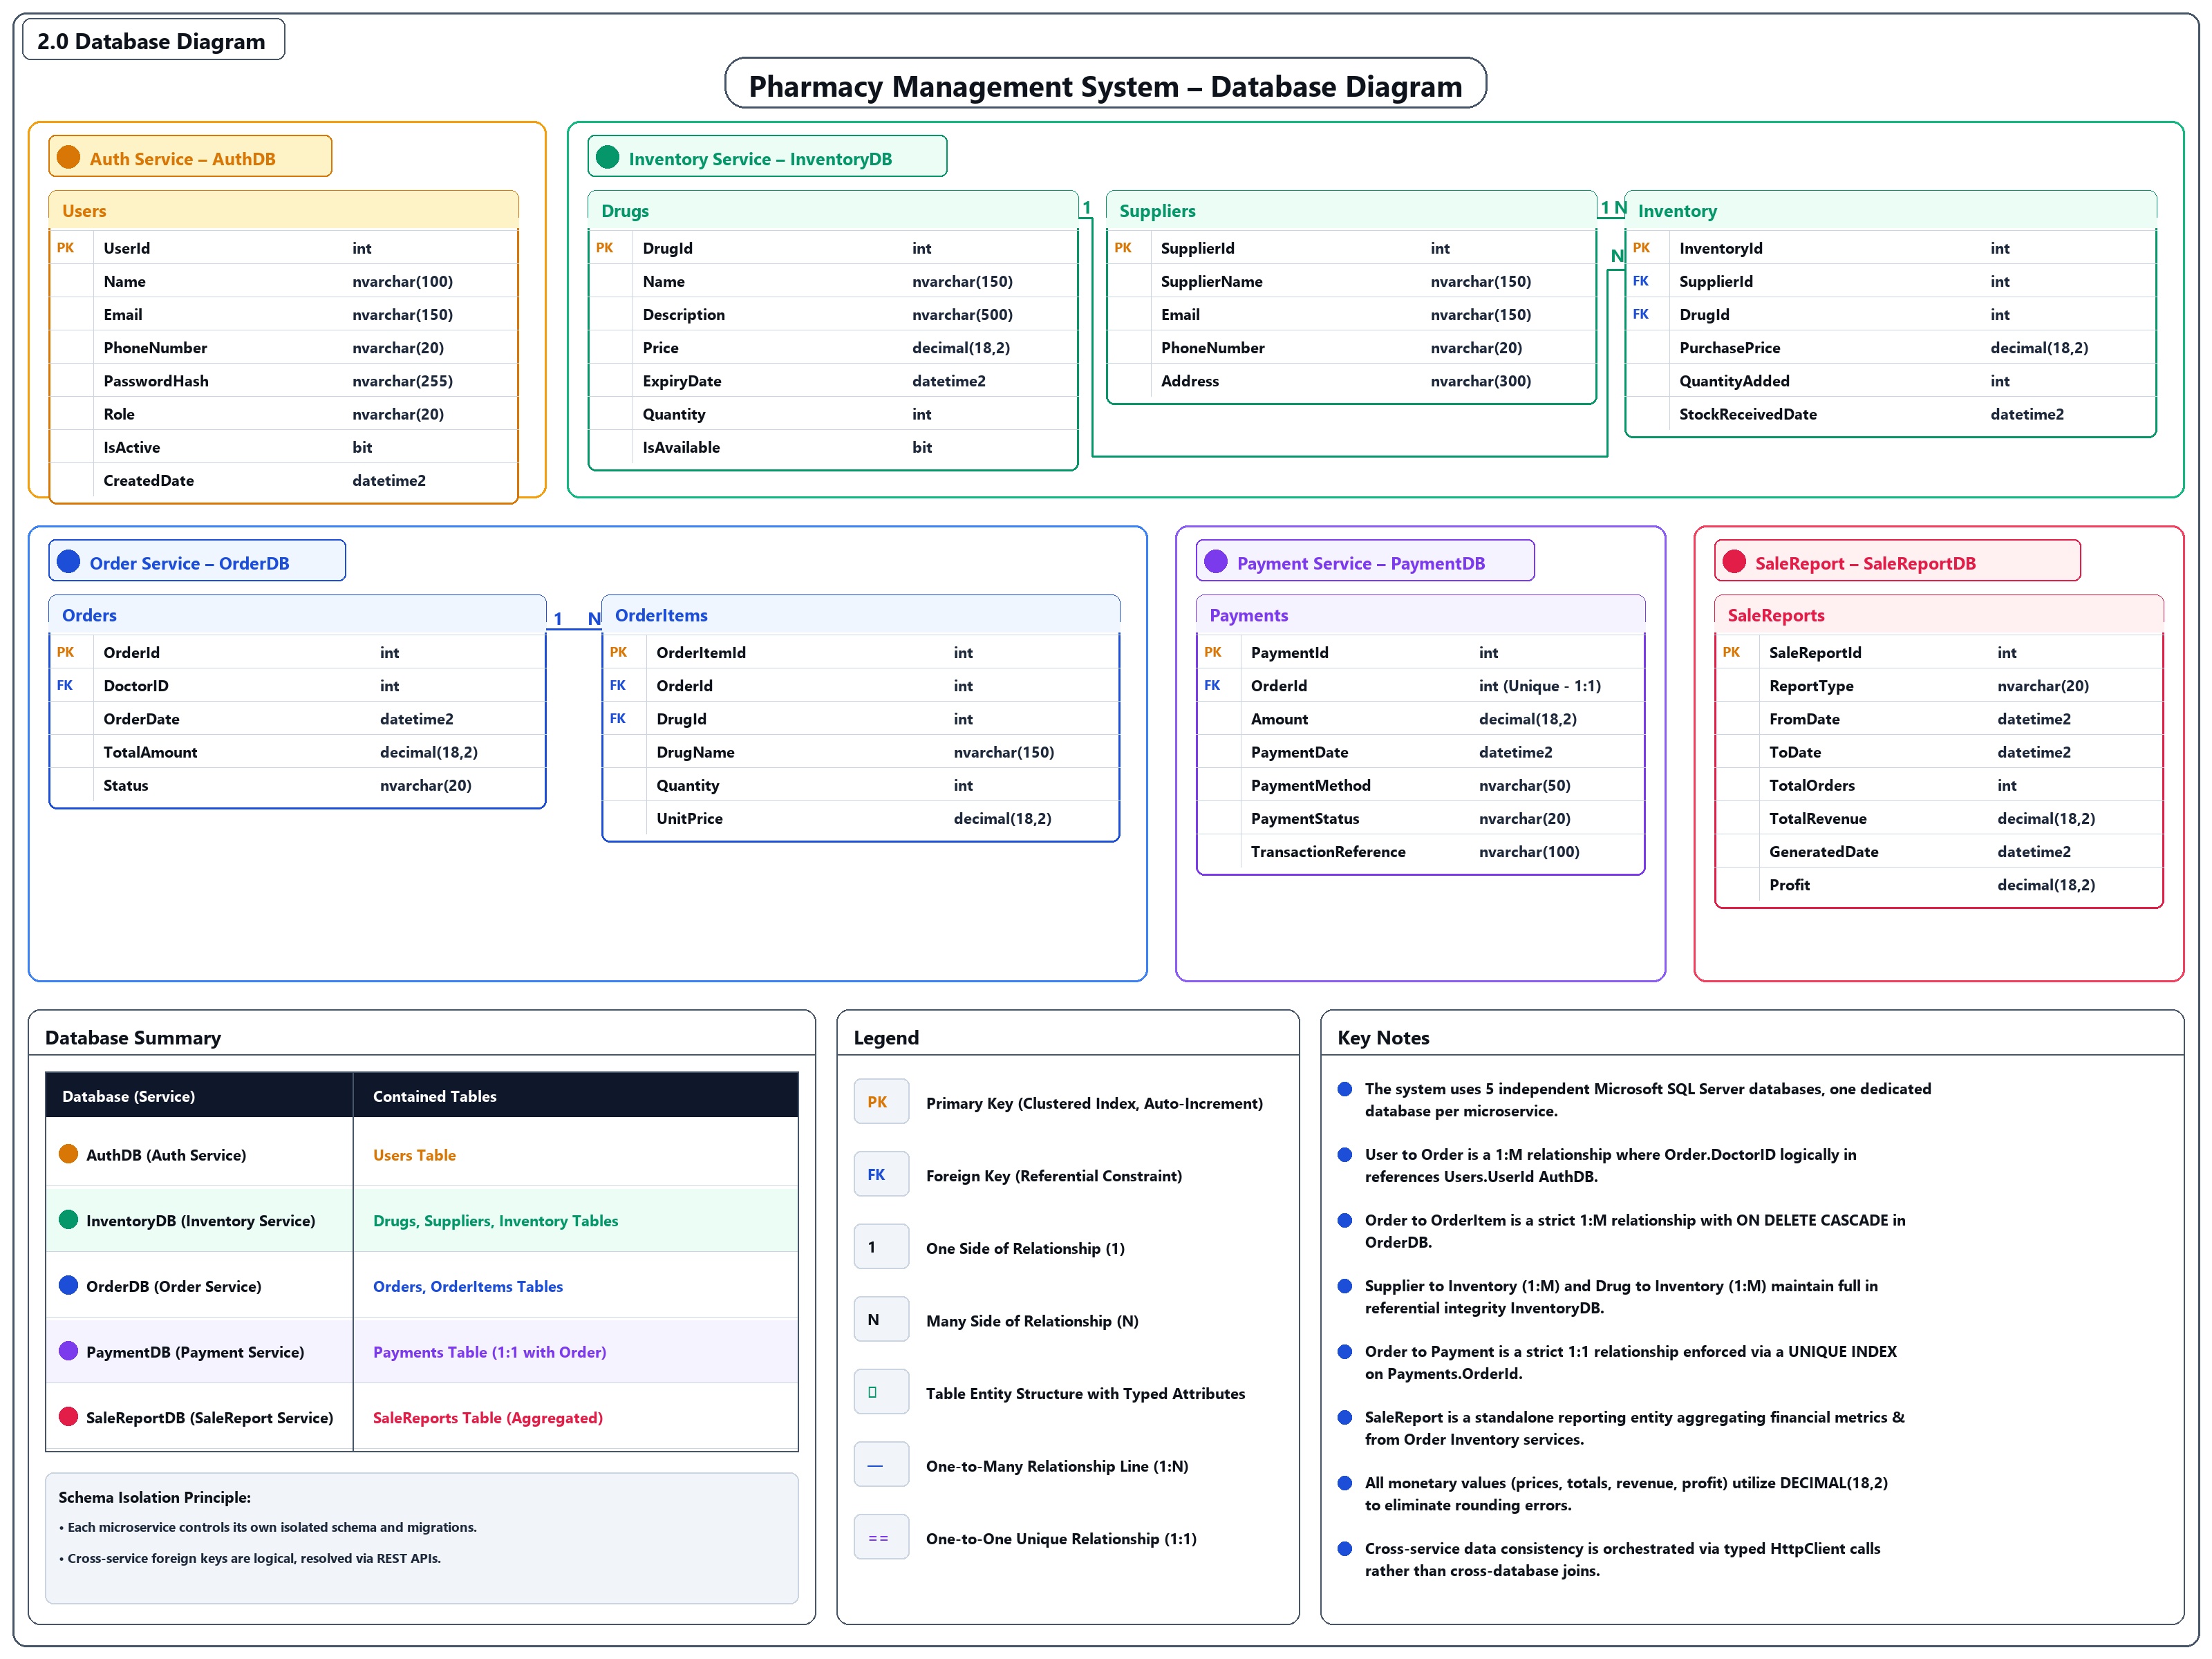 2.0 Database Diagram
Pharmacy Management System – Database Diagram
Auth Service – AuthDB
Users
PK UserId int
Name nvarchar(100)
Email nvarchar(150)
PhoneNumber nvarchar(20)
PasswordHash nvarchar(255)
Role nvarchar(20)
IsActive bit
CreatedDate datetime2
Inventory Service – InventoryDB
Drugs
PK DrugId int
Name nvarchar(150)
Description nvarchar(500)
Price decimal(18,2)
ExpiryDate datetime2
Quantity int
IsAvailable bit
1
Suppliers
PK SupplierId int
SupplierName nvarchar(150)
Email nvarchar(150)
PhoneNumber nvarchar(20)
Address nvarchar(300)
1 N
N
Inventory
PK InventoryId int
FK SupplierId int
FK DrugId int
PurchasePrice decimal(18,2)
QuantityAdded int
StockReceivedDate datetime2
Order Service – OrderDB
Orders
PK OrderId int
FK DoctorID int
OrderDate datetime2
TotalAmount decimal(18,2)
Status nvarchar(20)
1 N
OrderItems
PK OrderItemId int
FK OrderId int
FK DrugId int
DrugName nvarchar(150)
Quantity int
UnitPrice decimal(18,2)
Payment Service – PaymentDB
Payments
PK PaymentId int
FK OrderId int (Unique - 1:1)
Amount decimal(18,2)
PaymentDate datetime2
PaymentMethod nvarchar(50)
PaymentStatus nvarchar(20)
TransactionReference nvarchar(100)
SaleReport – SaleReportDB
SaleReports
PK SaleReportId int
ReportType nvarchar(20)
FromDate datetime2
ToDate datetime2
TotalOrders int
TotalRevenue decimal(18,2)
GeneratedDate datetime2
Profit decimal(18,2)
Database Summary
Database (Service) Contained Tables
AuthDB (Auth Service) Users Table
InventoryDB (Inventory Service) Drugs, Suppliers, Inventory Tables
OrderDB (Order Service) Orders, OrderItems Tables
PaymentDB (Payment Service) Payments Table (1:1 with Order)
SaleReportDB (SaleReport Service) SaleReports Table (Aggregated)
Schema Isolation Principle:
• Each microservice controls its own isolated schema and migrations.
• Cross-service foreign keys are logical, resolved via REST APIs.
Legend
PK Primary Key (Clustered Index, Auto-Increment)
FK Foreign Key (Referential Constraint)
1 One Side of Relationship (1)
N Many Side of Relationship (N)
Table Entity Structure with Typed Attributes
— One-to-Many Relationship Line (1:N)
== One-to-One Unique Relationship (1:1)
Key Notes
The system uses 5 independent Microsoft SQL Server databases, one dedicated
database per microservice.
User to Order is a 1:M relationship where Order.DoctorID logically in
references Users.UserId AuthDB.
Order to OrderItem is a strict 1:M relationship with ON DELETE CASCADE in
OrderDB.
Supplier to Inventory (1:M) and Drug to Inventory (1:M) maintain full in
referential integrity InventoryDB.
Order to Payment is a strict 1:1 relationship enforced via a UNIQUE INDEX
on Payments.OrderId.
SaleReport is a standalone reporting entity aggregating financial metrics &
from Order Inventory services.
All monetary values (prices, totals, revenue, profit) utilize DECIMAL(18,2)
to eliminate rounding errors.
Cross-service data consistency is orchestrated via typed HttpClient calls
rather than cross-database joins.